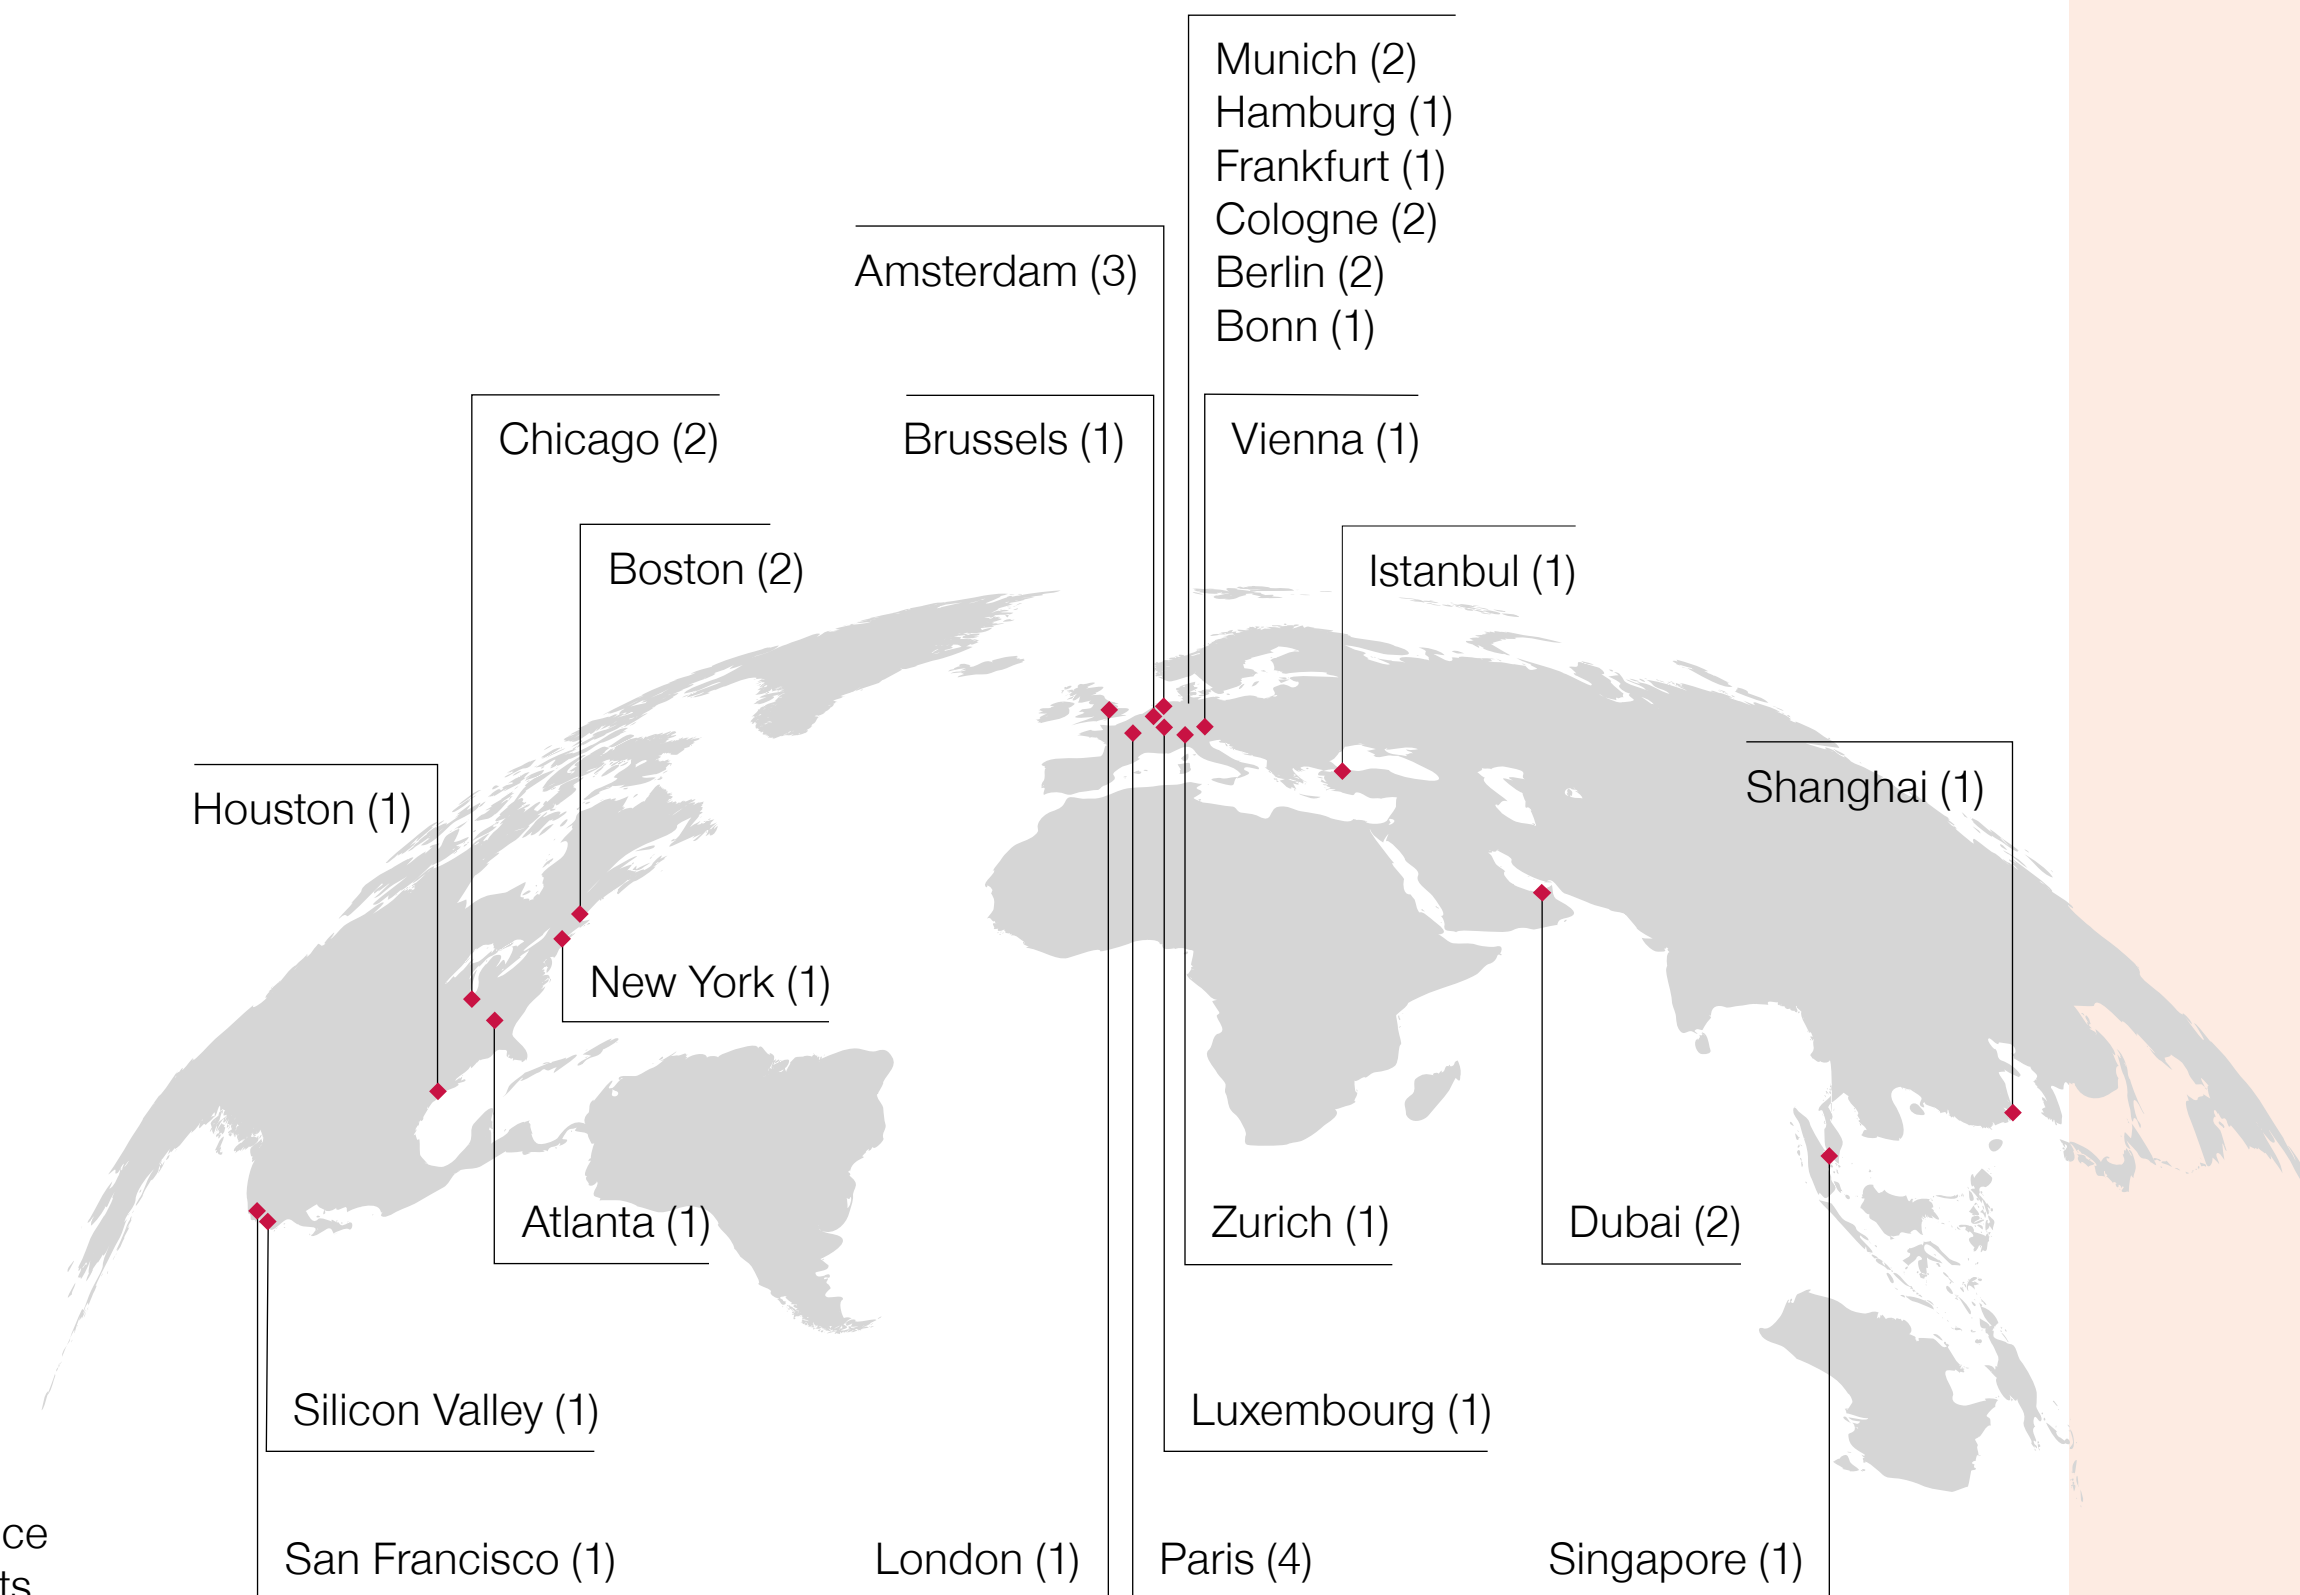 Munich (2)
Hamburg (1)
Frankfurt (1)
Cologne (2)
Berlin (2)
Bonn (1)
Amsterdam (3)
Chicago (2)
Brussels (1)
Vienna (1)
Boston (2)
Istanbul (1)
Houston (1)
Shanghai (1)
New York (1)
Atlanta (1)
Zurich (1)
Dubai (2)
Silicon Valley (1)
Luxembourg (1)
San Francisco (1)
London (1)
Paris (4)
Singapore (1)
ce
ts